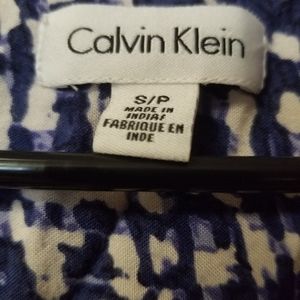 Calvin Klein
S/P
MADE IN
INDIA/
FABRIQUE EN
INDE